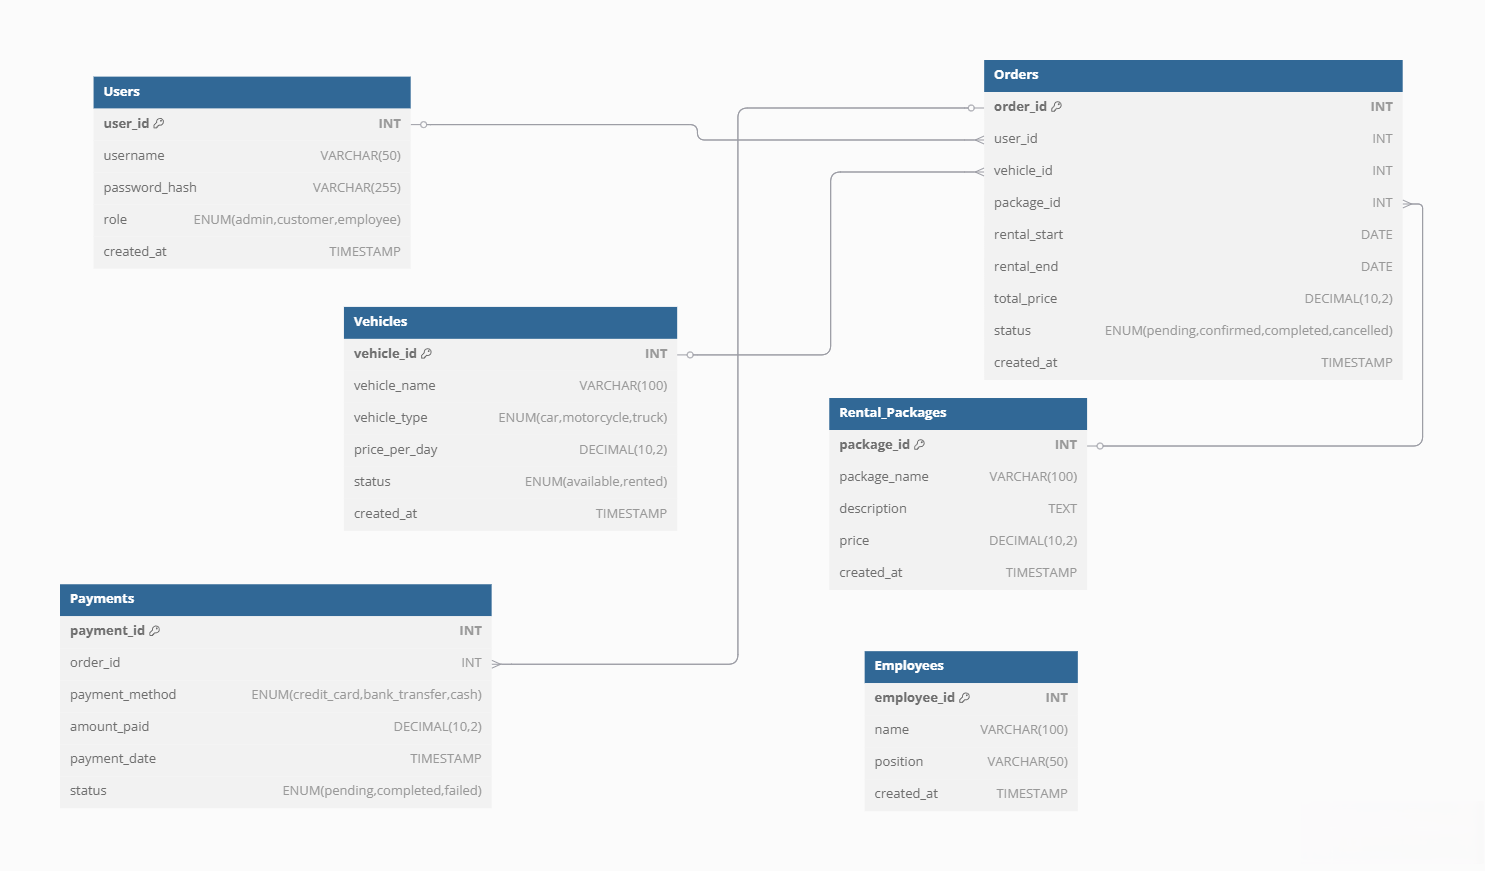 Users
user_id INT
username VARCHAR(50)
password_hash VARCHAR(255)
role ENUM(admin,customer,employee)
created_at TIMESTAMP
Orders
order_id INT
user_id INT
vehicle_id INT
package_id INT
rental_start DATE
rental_end DATE
total_price DECIMAL(10,2)
status ENUM(pending,confirmed,completed,cancelled)
created_at TIMESTAMP
Vehicles
vehicle_id INT
vehicle_name VARCHAR(100)
vehicle_type ENUM(car,motorcycle,truck)
price_per_day DECIMAL(10,2)
status ENUM(available,rented)
created_at TIMESTAMP
Rental_Packages
package_id INT
package_name VARCHAR(100)
description TEXT
price DECIMAL(10,2)
created_at TIMESTAMP
Payments
payment_id INT
order_id INT
payment_method ENUM(credit_card,bank_transfer,cash)
amount_paid DECIMAL(10,2)
payment_date TIMESTAMP
status ENUM(pending,completed,failed)
Employees
employee_id INT
name VARCHAR(100)
position VARCHAR(50)
created_at TIMESTAMP